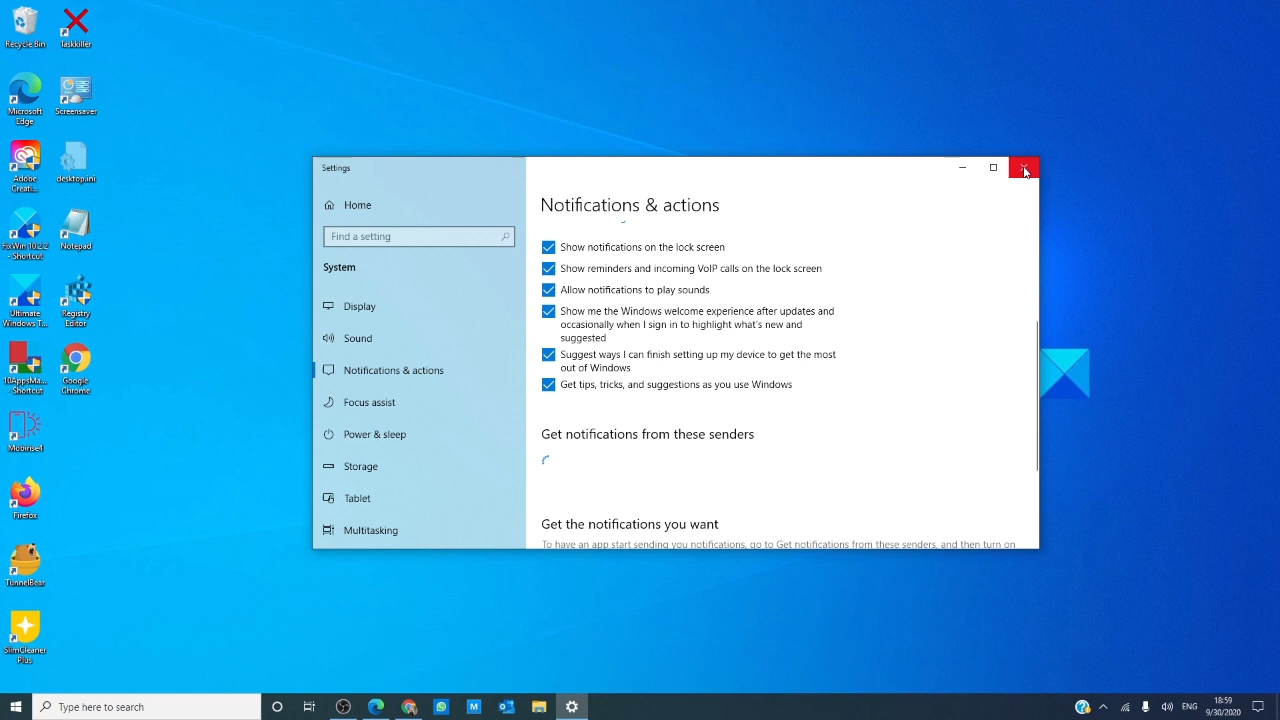 Recycle Bin
Taskkiller
Microsoft
Edge
Screensaver
Adobe
Creati...
desktop.ini
FixWin 10.2.2
- Shortcut
Notepad
Ultimate
Windows T...
Registry
Editor
10AppsMa...
- Shortcut
Google
Chrome
Mobirise4
Firefox
TunnelBear
SlimCleaner
Plus
Settings
Home
Find a setting
System
Display
Sound
Notifications & actions
Focus assist
Power & sleep
Storage
Tablet
Multitasking
Notifications & actions
Show notifications on the lock screen
Show reminders and incoming VoIP calls on the lock screen
Allow notifications to play sounds
Show me the Windows welcome experience after updates and
occasionally when I sign in to highlight what's new and
suggested
Suggest ways I can finish setting up my device to get the most
out of Windows
Get tips, tricks, and suggestions as you use Windows
Get notifications from these senders
Get the notifications you want
To have an app start sending you notifications, go to Get notifications from these senders, and then turn on
Type here to search
M
ENG
18:59
9/30/2020